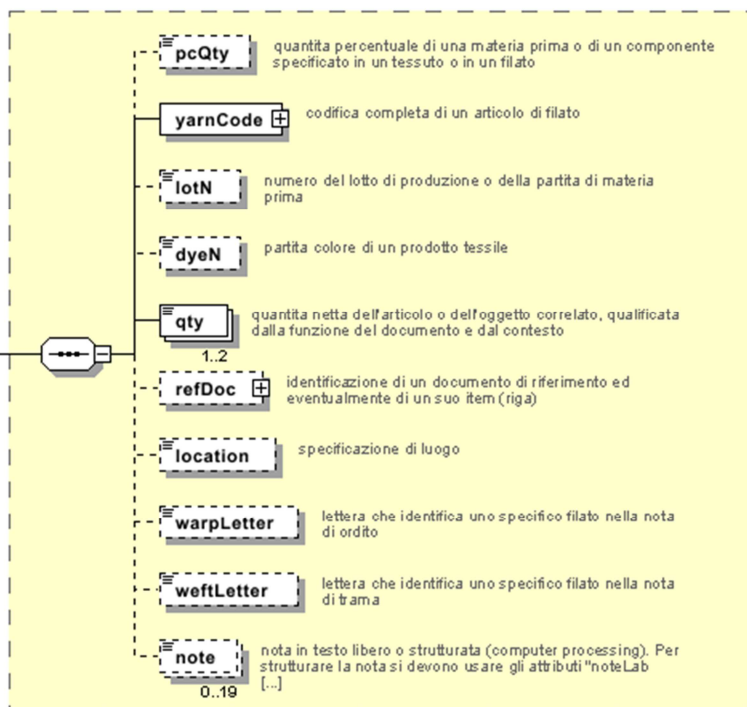 pcQty
quantita percentuale di una materia prima o di un componente
specificato in un tessuto o in un filato
yarnCode
codifica completa di un articolo di filato
lotN
numero del lotto di produzione o della partita di materia
prima
dyeN
partita colore di un prodotto tessile
qty
1..2
quantita netta dell'articolo o dell'oggetto correlato, qualificata
dalla funzione del documento e dal contesto
refDoc
identificazione di un documento di riferimento ed
eventualmente di un suo item (riga)
location
specificazione di luogo
warpLetter
lettera che identifica uno specifico filato nella nota
di ordito
weftLetter
lettera che identifica uno specifico filato nella nota
di trama
note
0..19
nota in testo libero o strutturata (computer processing). Per
strutturare la nota si devono usare gli attributi "noteLab
[...]